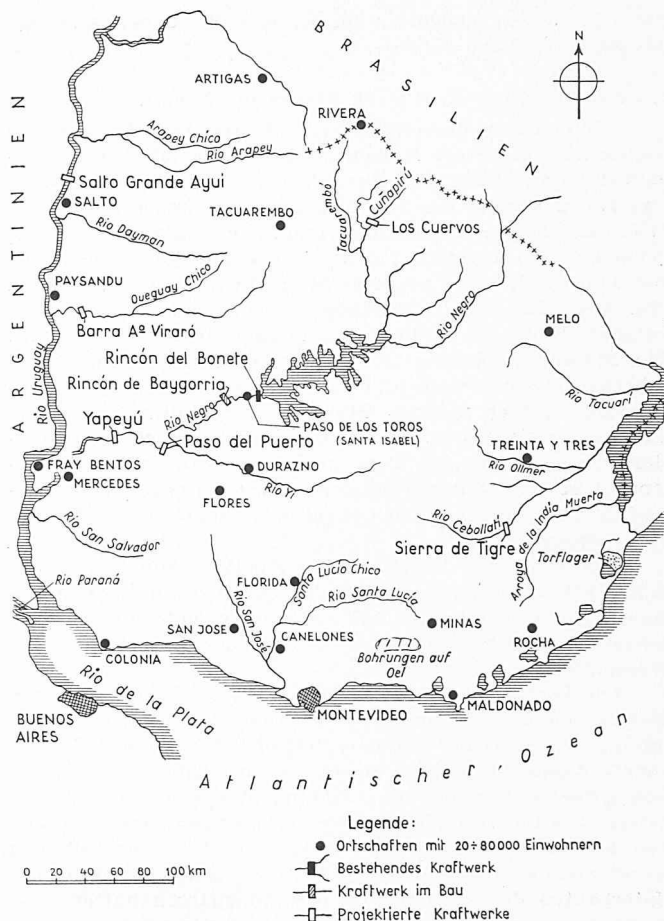 BRASILIEN
N
ARTIGAS
RIVERA
Arapey Chico
Rio Arapey
ARGENTINIEN
Salto Grande Ayui
SALTO
Tacuarembó
Cuñapirú
Los Cuervos
TACUAREMBO
Rio Dayman
PAYSANDU
Queguay Chico
Barra Aº Viraró
Rio Negro
MELO
Rio Uruguay
Rincón del Bonete
Rincón de Baygorria
Rio Tacuarí
Yapeyú
Rio Negro
PASO DE LOS TOROS
(SANTA ISABEL)
Paso del Puerto
TREINTA Y TRES
FRAY BENTOS
MERCEDES
DURAZNO
Rio Yi
Rio Ollmer
FLORES
Rio Cebollatí
Sierra de Tigre
Arroya de la India Muerta
Rio San Salvador
Torflager
Rio Paraná
FLORIDA
Santa Lucio Chico
Rio Santa Lucía
SAN JOSE
Rio San José
CANELONES
MINAS
ROCHA
COLONIA
Bohrungen auf
Oel
Rio de la Plata
BUENOS
AIRES
MONTEVIDEO
MALDONADO
Atlantischer Ozean
Legende:
Ortschaften mit 20÷80000 Einwohnern
Bestehendes Kraftwerk
Kraftwerk im Bau
Projektierte Kraftwerke
0 20 40 60 80 100 km